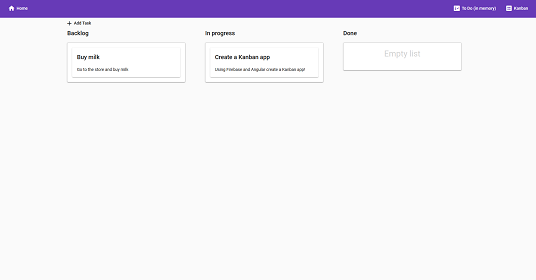 Home
To Do (in memory)
Kanban
Add Task
Backlog
In progress
Done
Buy milk
Go to the store and buy milk
Create a Kanban app
Using Firebase and Angular create a Kanban app!
Empty list